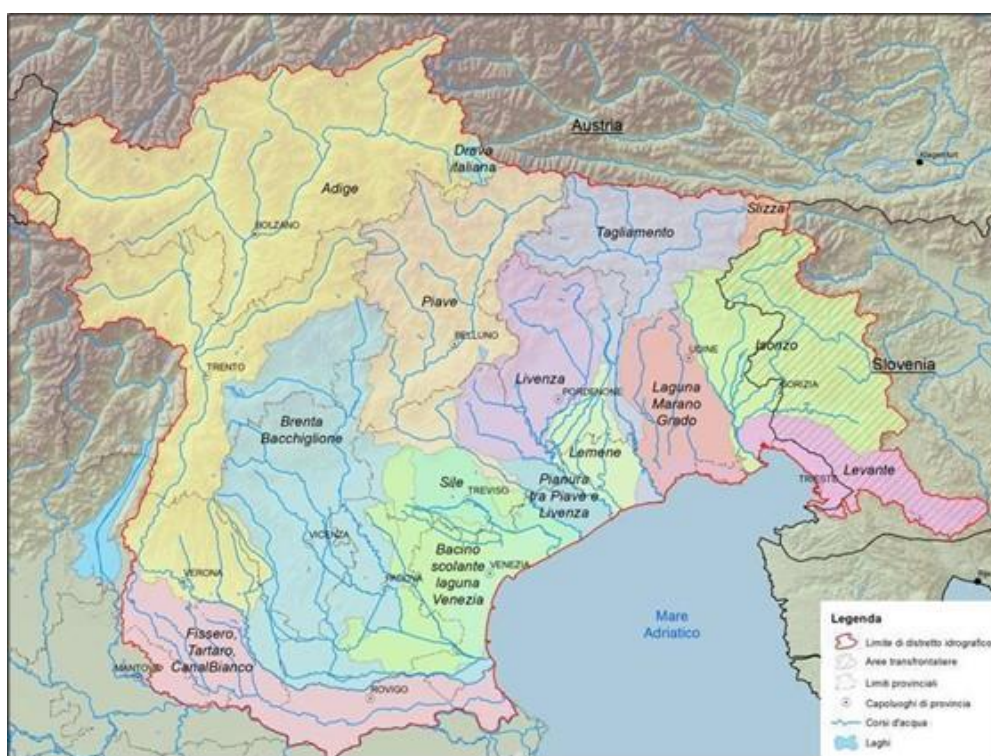 Austria
Klagenfurt
Drava
italiana
Adige
Slizza
BOLZANO
Tagliamento
Piave
BELLUNO
Isonzo
UDINE
Slovenia
TRENTO
Livenza
PORDENONE
Laguna
Marano
Grado
GORIZIA
Brenta
Bacchiglione
Lemene
Levante
Sile
TREVISO
Pianura
tra Piave e
Livenza
TRIESTE
VICENZA
Bacino
scolante
laguna
Venezia
VENEZIA
VERONA
PADOVA
Mare
Adriatico
Fissero,
Tartaro,
CanalBianco
MANTOVA
ROVIGO
Legenda
Limite di distretto idrografico
Aree transfrontaliere
Limiti provinciali
Capoluoghi di provincia
Corsi d'acqua
Laghi